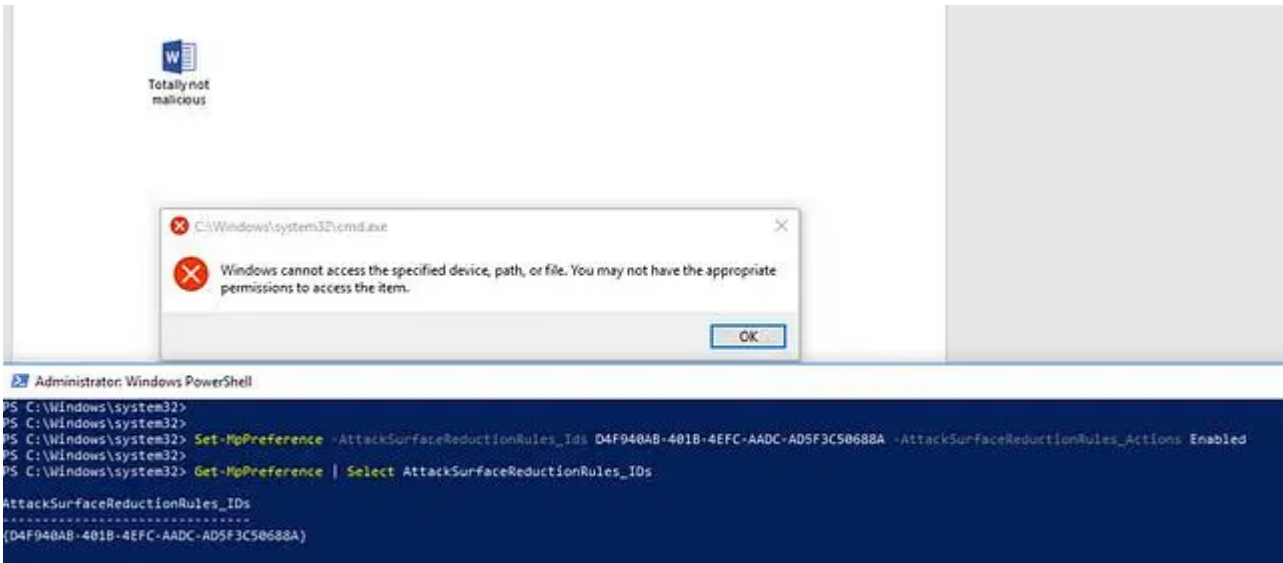 W
Totally not
malicious
C:\Windows\system32\cmd.exe
Windows cannot access the specified device, path, or file. You may not have the appropriate
permissions to access the item.
OK
Administrator: Windows PowerShell
PS C:\Windows\system32>
PS C:\Windows\system32>
PS C:\Windows\system32> Set-MpPreference -AttackSurfaceReductionRules_Ids D4F940AB-401B-4EFC-AADC-AD5F3C50688A -AttackSurfaceReductionRules_Actions Enabled
PS C:\Windows\system32>
PS C:\Windows\system32> Get-MpPreference | Select AttackSurfaceReductionRules_IDs
AttackSurfaceReductionRules_IDs
-------------------------------
{D4F940AB-401B-4EFC-AADC-AD5F3C50688A}